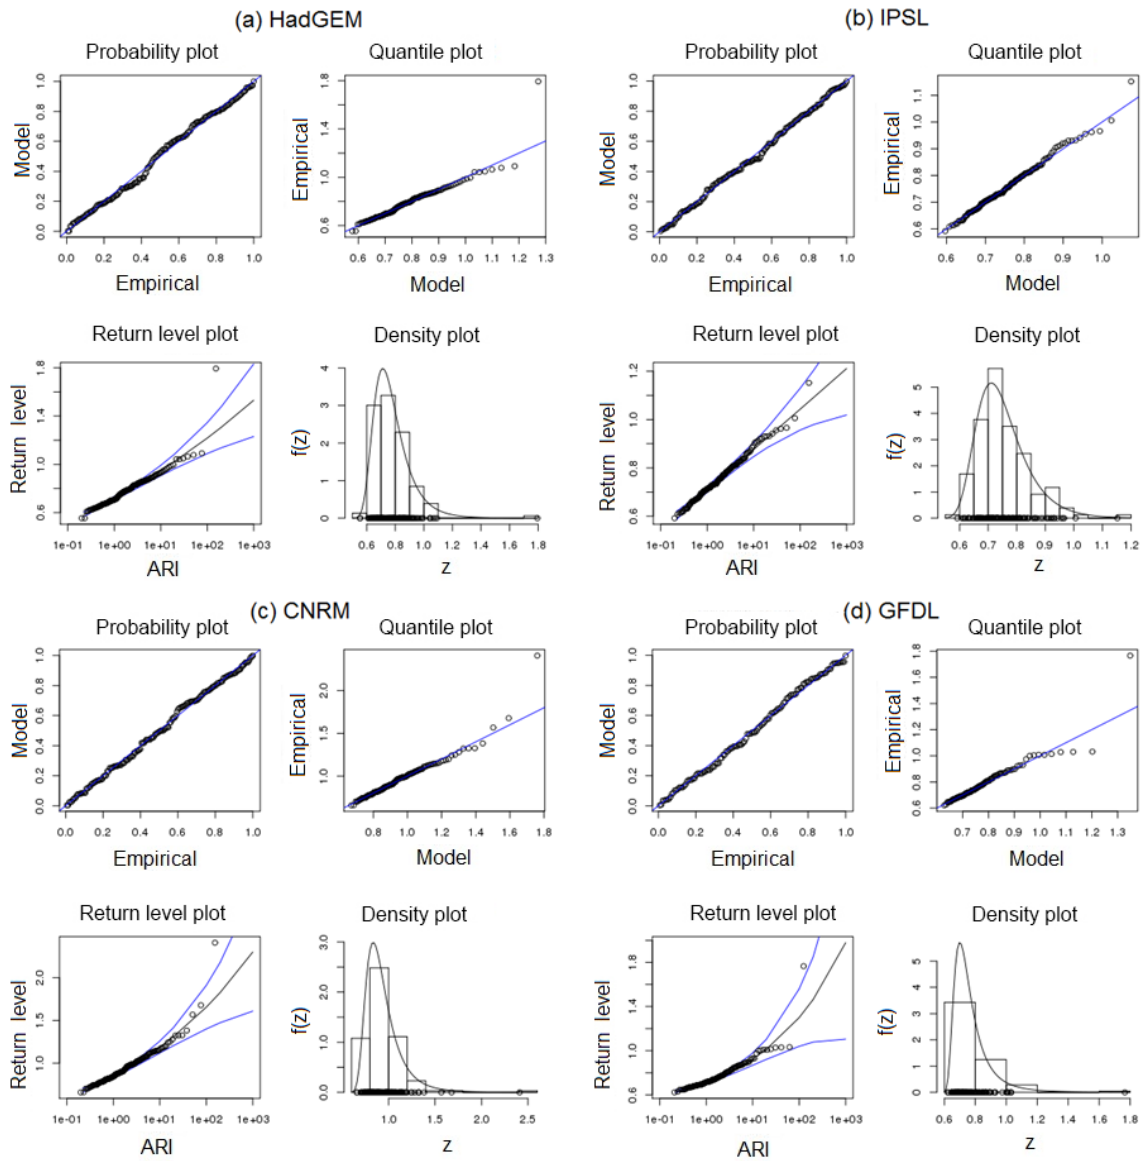 (a) HadGEM
Probability plot
Model
0.0 0.2 0.4 0.6 0.8 1.0
0.0 0.2 0.4 0.6 0.8 1.0
Empirical
Quantile plot
Empirical
0.6 1.0 1.4 1.8
0.6 0.7 0.8 0.9 1.0 1.1 1.2 1.3
Model
Return level plot
Return level
0.6 1.0 1.4 1.8
1e-01 1e+00 1e+01 1e+02 1e+03
ARI
Density plot
f(z)
0 1 2 3 4
0.6 0.8 1.0 1.2 1.4 1.6 1.8
z
(b) IPSL
Probability plot
Model
0.0 0.2 0.4 0.6 0.8 1.0
0.0 0.2 0.4 0.6 0.8 1.0
Empirical
Quantile plot
Empirical
0.6 0.7 0.8 0.9 1.0 1.1
0.6 0.7 0.8 0.9 1.0
Model
Return level plot
Return level
0.6 0.8 1.0 1.2
1e-01 1e+00 1e+01 1e+02 1e+03
ARI
Density plot
f(z)
0 1 2 3 4 5
0.6 0.7 0.8 0.9 1.0 1.1 1.2
z
(c) CNRM
Probability plot
Model
0.0 0.2 0.4 0.6 0.8 1.0
0.0 0.2 0.4 0.6 0.8 1.0
Empirical
Quantile plot
Empirical
1.0 1.5 2.0
0.8 1.0 1.2 1.4 1.6 1.8
Model
Return level plot
Return level
1.0 1.5 2.0
1e-01 1e+00 1e+01 1e+02 1e+03
ARI
Density plot
f(z)
0.0 1.0 2.0 3.0
1.0 1.5 2.0 2.5
z
(d) GFDL
Probability plot
Model
0.0 0.2 0.4 0.6 0.8 1.0
0.0 0.2 0.4 0.6 0.8 1.0
Empirical
Quantile plot
Empirical
0.6 0.8 1.0 1.2 1.4 1.6 1.8
0.7 0.8 0.9 1.0 1.1 1.3
Model
Return level plot
Return level
0.6 1.0 1.4 1.8
1e-01 1e+00 1e+01 1e+02 1e+03
ARI
Density plot
f(z)
0 1 2 3 4 5
0.6 0.8 1.0 1.2 1.4 1.6 1.8
z